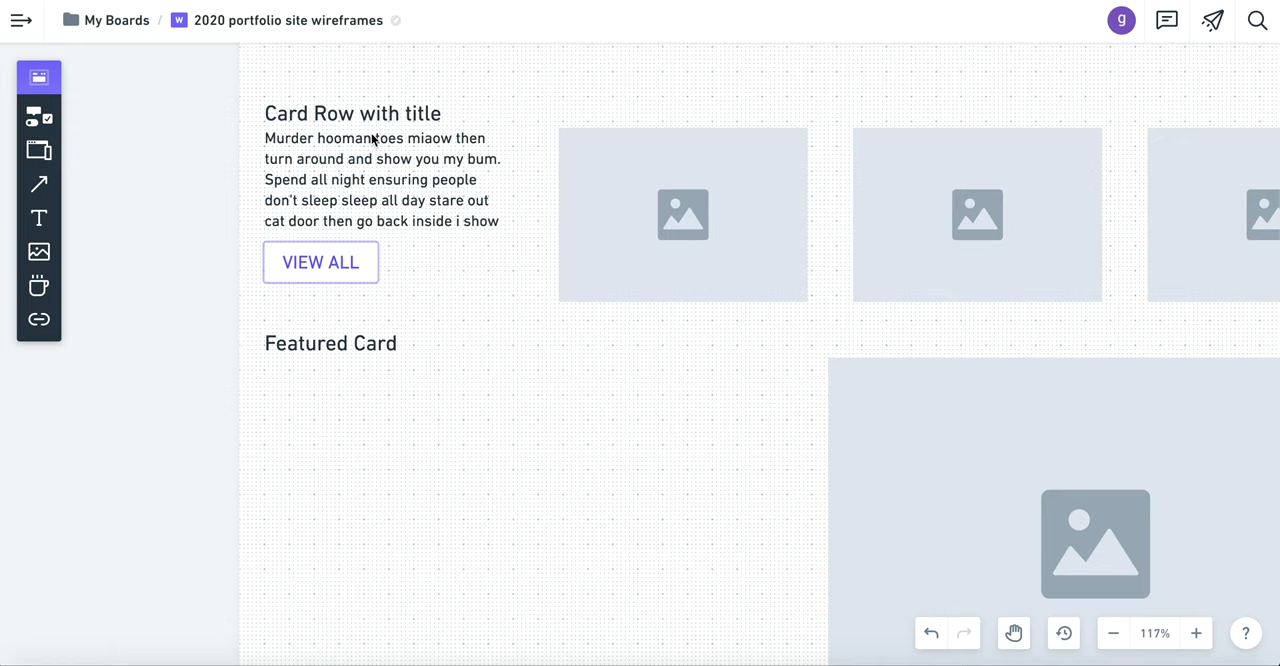 My Boards / W 2020 portfolio site wireframes
g
Card Row with title
Murder hooman toes miaow then
turn around and show you my bum.
Spend all night ensuring people
don't sleep sleep all day stare out
cat door then go back inside i show
VIEW ALL
Featured Card
T
117%
?